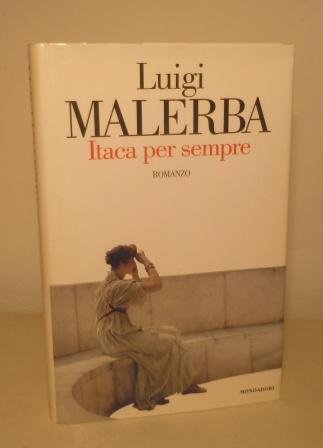 Luigi
MALERBA
Itaca per sempre
ROMANZO
MONDADORI